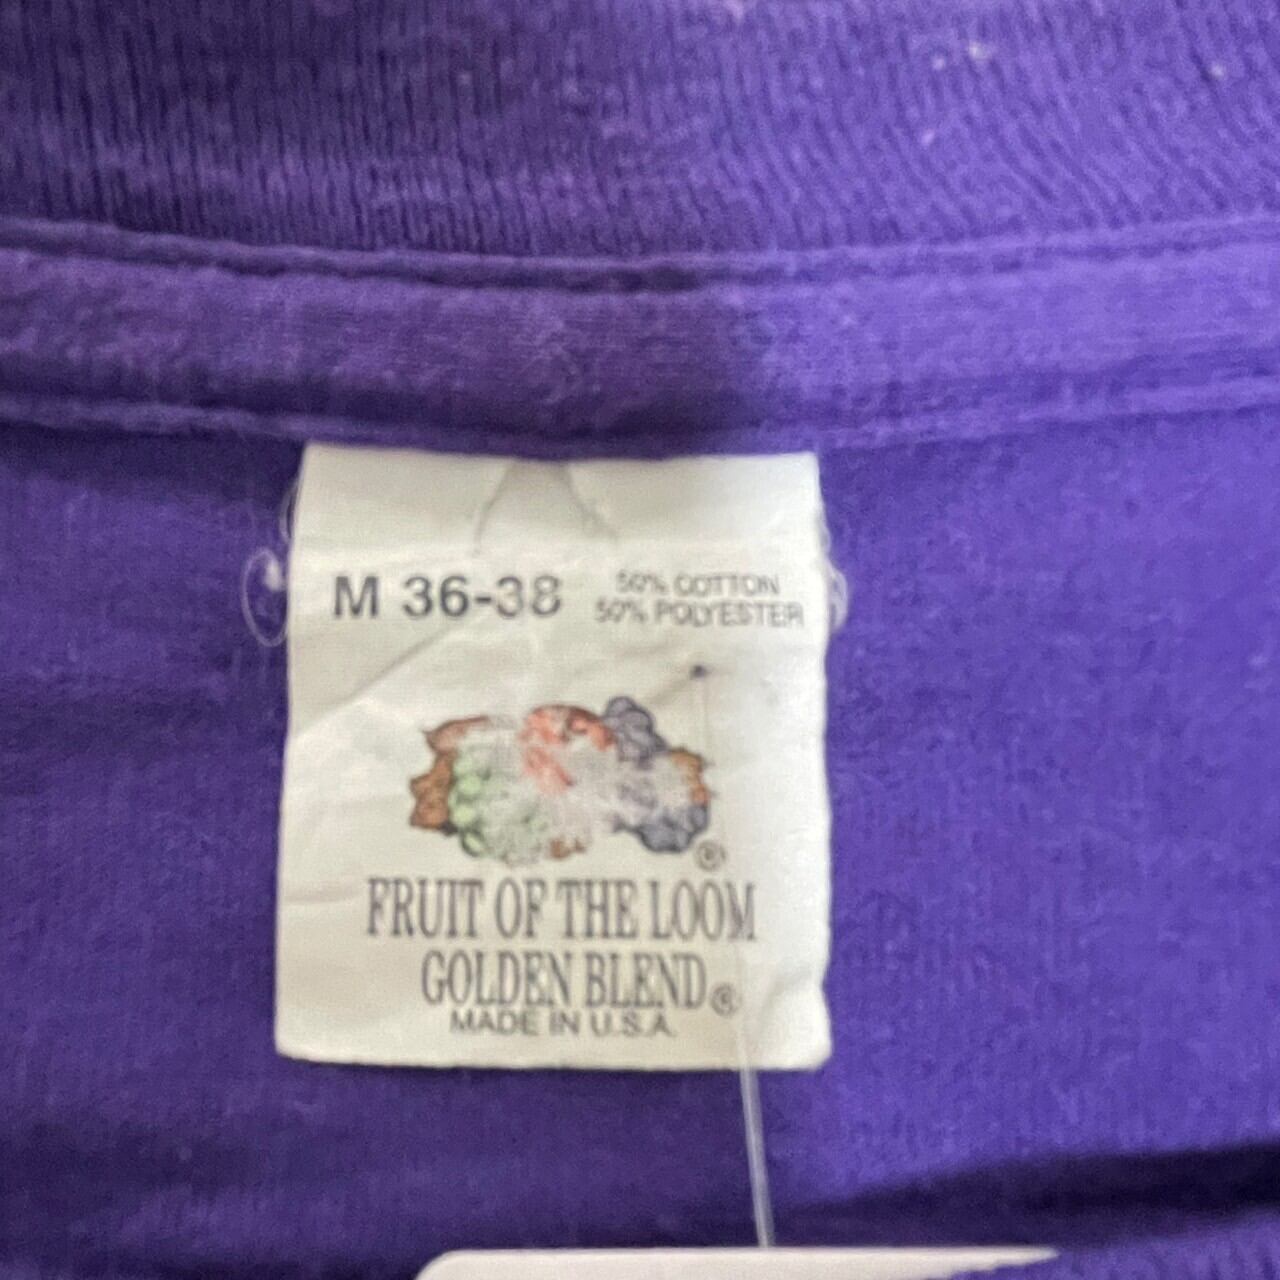 M 36-38
50% COTTON
50% POLYESTER
®
FRUIT OF THE LOOM
GOLDEN BLEND®
MADE IN U.S.A.